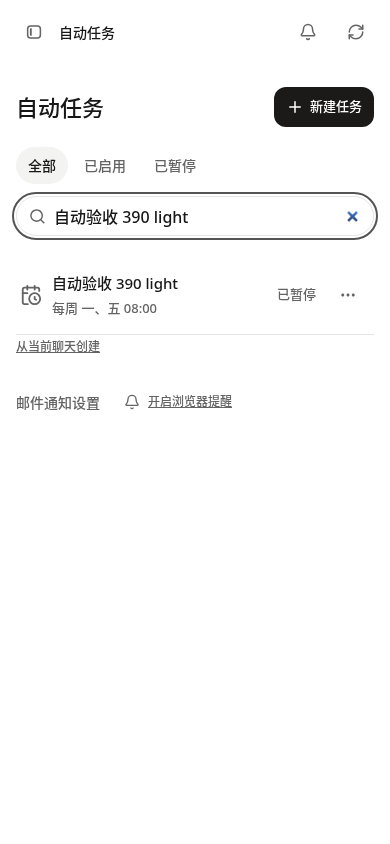 自动任务
自动任务
新建任务
全部 已启用 已暂停
自动验收 390 light
自动验收 390 light
每周 一、五 08:00
已暂停
从当前聊天创建
邮件通知设置 开启浏览器提醒